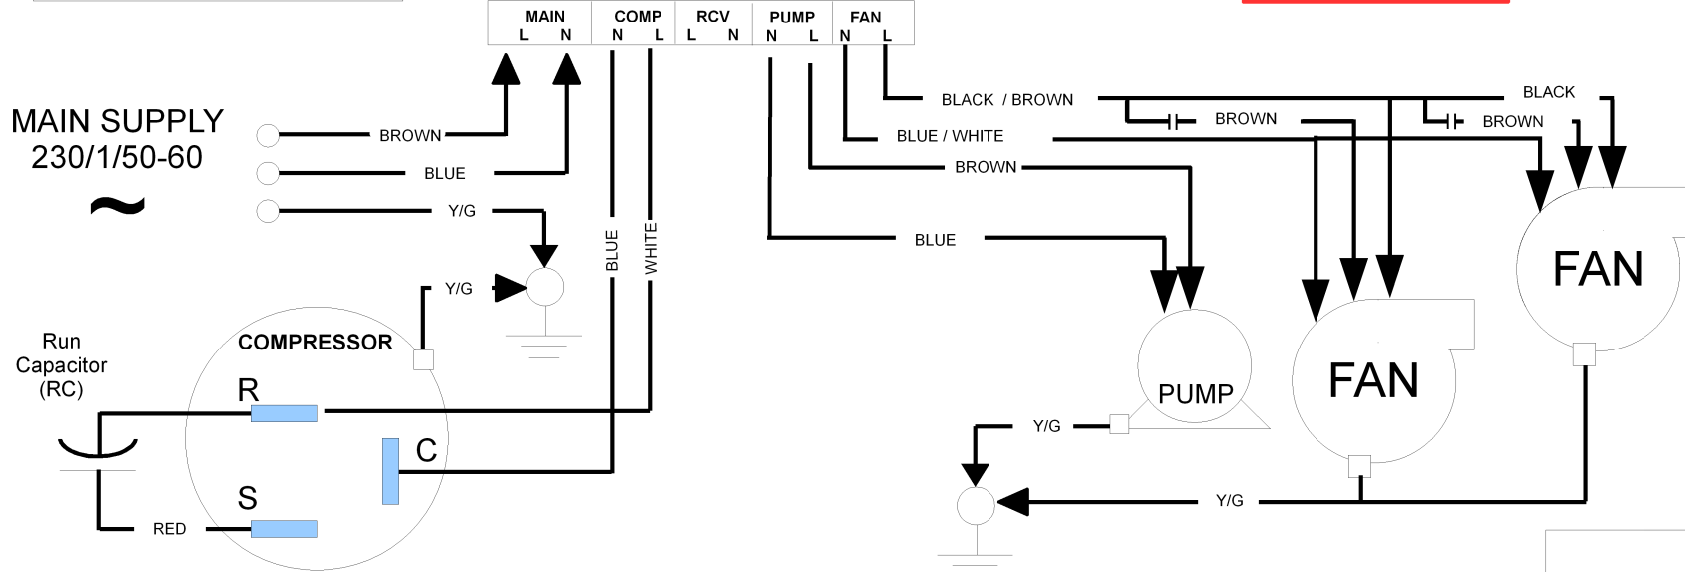 MAIN COMP RCV PUMP FAN
L N N L L N N L N L
BLACK / BROWN
BLACK
BROWN
BROWN
MAIN SUPPLY
230/1/50-60
~
BROWN
BLUE / WHITE
BLUE
BROWN
Y/G
BLUE
WHITE
BLUE
FAN
Y/G
COMPRESSOR
Run
Capacitor
(RC)
R
FAN
PUMP
C
Y/G
S
Y/G
RED